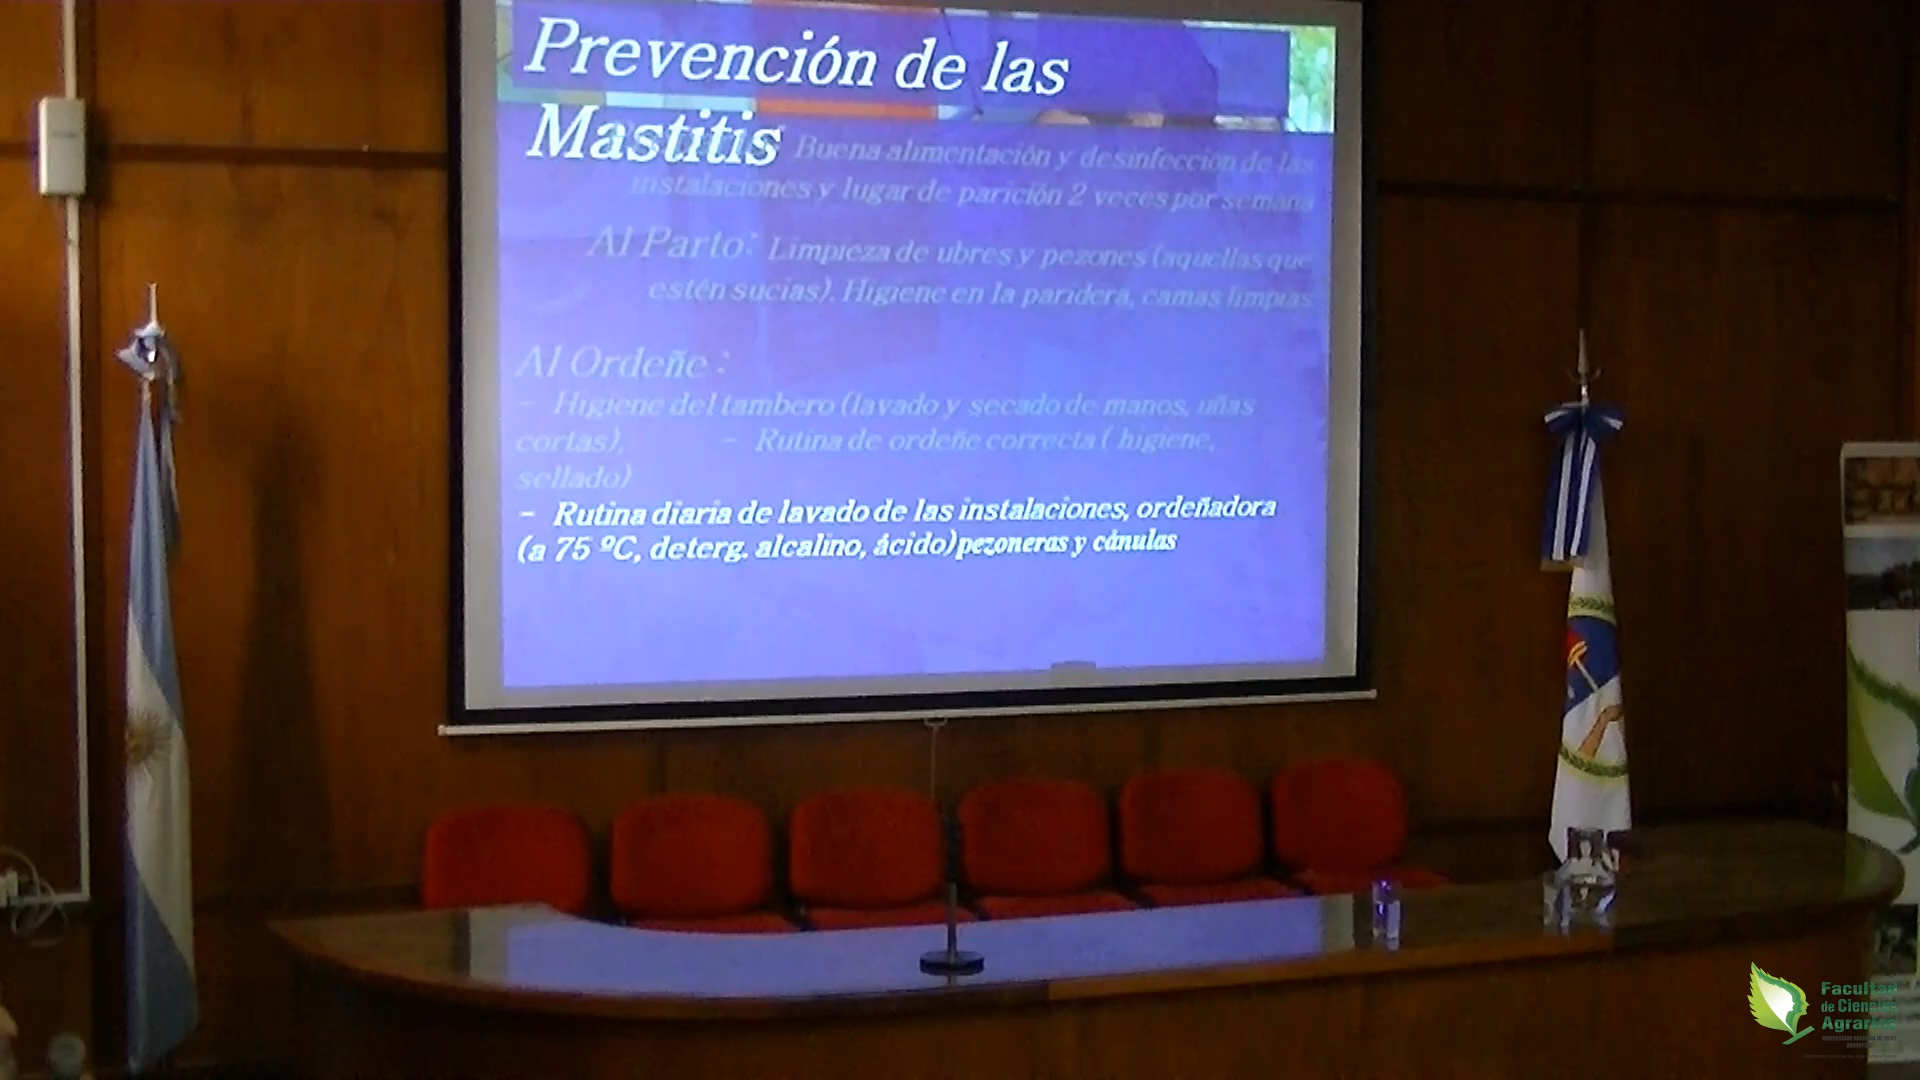 Prevención de las
Mastitis
Buena alimentación y desinfección de las
instalaciones y lugar de parición 2 veces por semana
Al Parto: Limpieza de ubres y pezones (aquellas que
estén sucias). Higiene en la paridera, camas limpias
Al Ordeñe :
- Higiene del tambero (lavado y secado de manos, uñas
cortas), - Rutina de ordeñe correcta ( higiene,
sellado)
- Rutina diaria de lavado de las instalaciones, ordeñadora
(a 75 ºC, deterg. alcalino, ácido)pezoneras y cánulas
Facultad
de Ciencias
Agrarias